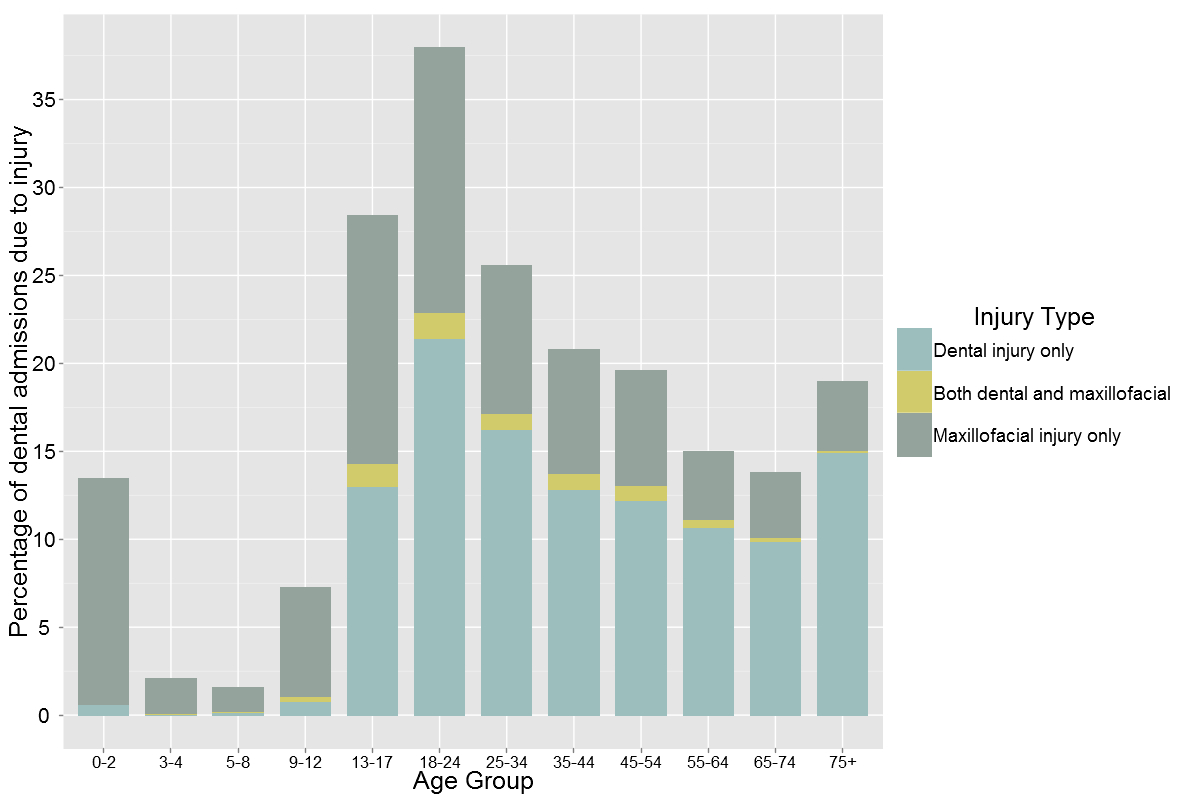 Percentage of dental admissions due to injury
35
30
25
20
15
10
5
0
0-2 3-4 5-8 9-12 13-17 18-24 25-34 35-44 45-54 55-64 65-74 75+
Age Group
Injury Type
Dental injury only
Both dental and maxillofacial
Maxillofacial injury only